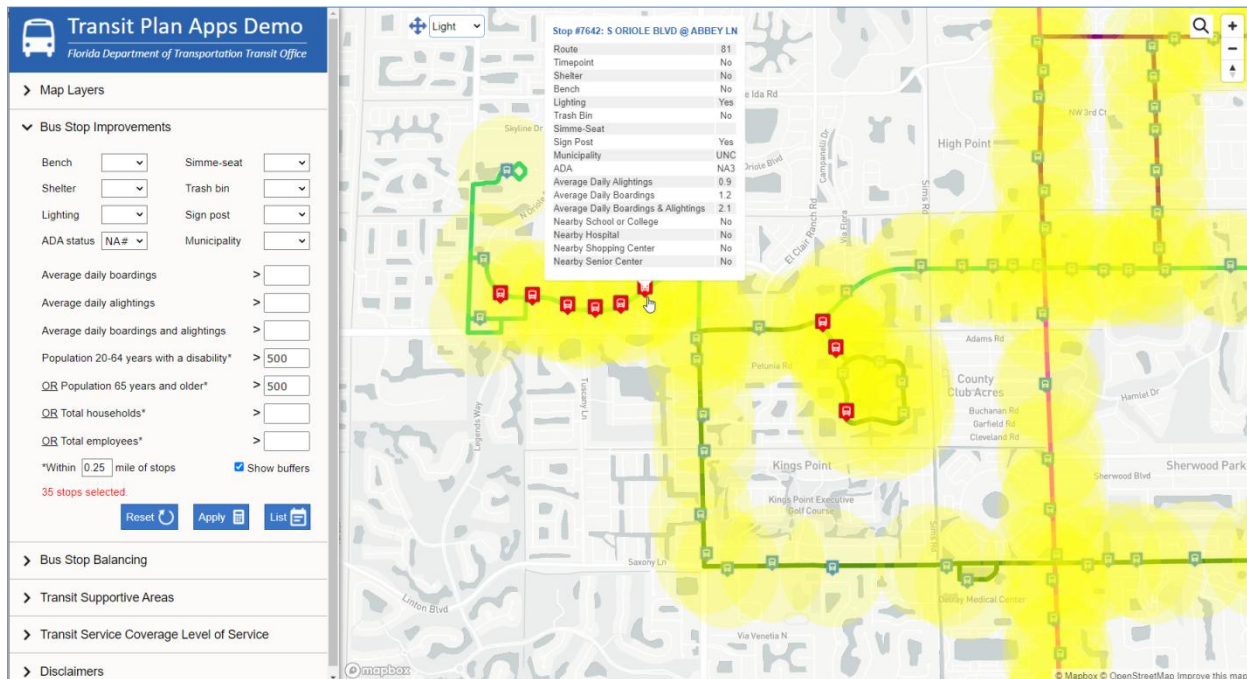 Transit Plan Apps Demo
Florida Department of Transportation Transit Office
Map Layers
Bus Stop Improvements
Bench Simme-seat
Shelter Trash bin
Lighting Sign post
ADA status NA# Municipality
Average daily boardings >
Average daily alightings >
Average daily boardings and alightings >
Population 20-64 years with a disability* > 500
OR Population 65 years and older* > 500
OR Total households* >
OR Total employees* >
*Within 0.25 mile of stops Show buffers
35 stops selected.
Reset Apply List
Bus Stop Balancing
Transit Supportive Areas
Transit Service Coverage Level of Service
Disclaimers
Light
Stop #7642: S ORIOLE BLVD @ ABBEY LN
Route 81
Timepoint No
Shelter No
Bench No
Lighting Yes
Trash Bin No
Simme-Seat
Sign Post Yes
Municipality UNC
ADA NA3
Average Daily Alightings 0.9
Average Daily Boardings 1.2
Average Daily Boardings & Alightings 2.1
Nearby School or College No
Nearby Hospital No
Nearby Shopping Center No
Nearby Senior Center No
+
−
e Ida Rd
NW 3rd Ct
Skyline Dr
High Point
Oriole Blvd
Campanelli Dr
Sims Rd
N Oriole
El Clair Ranch Rd
Via Flora
Adams Rd
Petunia Rd
County
Club Acres
Hamlet Dr
Tuscany Ln
Legends Way
Buchanan Rd
Garfield Rd
Cleveland Rd
Kings Point
Sherwood Park
Sherwood Blvd
Kings Point Executive
Golf Course
Sims Rd
Saxony Ln
Linton Blvd
Delray Medical Center
Via Venetia N
mapbox
© Mapbox © OpenStreetMap Improve this map